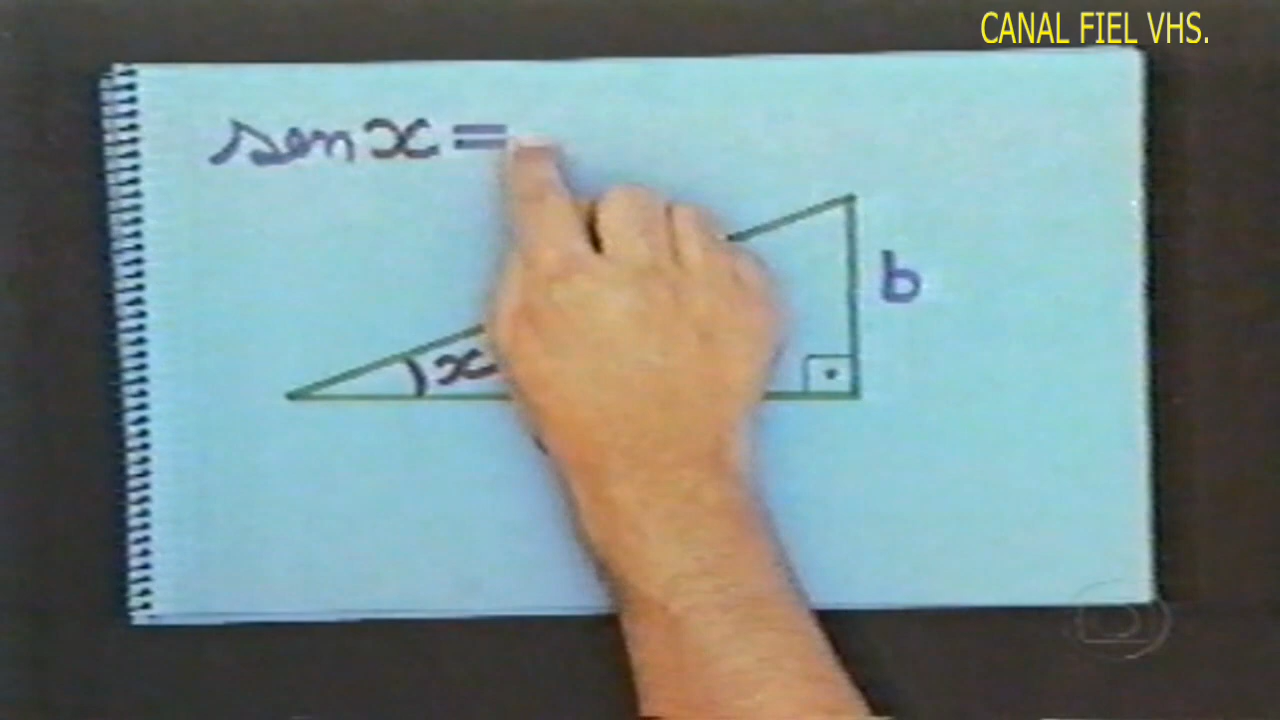 CANAL FIEL VHS.
sen x =
b
x